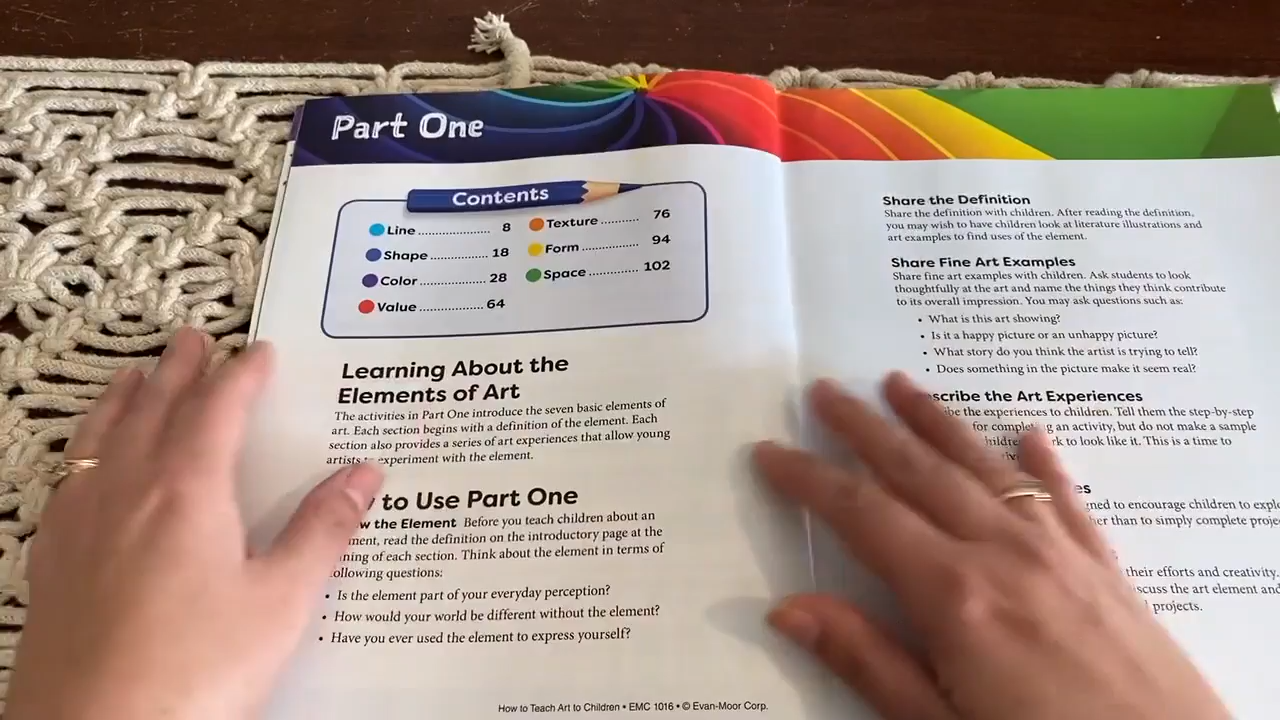 Part One
Contents
Line .................... 8
Shape ................ 18
Color .................. 28
Value .................. 64
Texture .......... 76
Form ............... 94
Space ............. 102
Learning About the
Elements of Art
The activities in Part One introduce the seven basic elements of
art. Each section begins with a definition of the element. Each
section also provides a series of art experiences that allow young
artists to experiment with the element.
to Use Part One
the Element Before you teach children about an
read the definition on the introductory page at the
of each section. Think about the element in terms of
questions:
• Is the element part of your everyday perception?
• How would your world be different without the element?
• Have you ever used the element to express yourself?
How to Teach Art to Children • EMC 1016 • © Evan-Moor Corp.
Share the Definition
Share the definition with children. After reading the definition,
you may wish to have children look at literature illustrations and
art examples to find uses of the element.
Share Fine Art Examples
Share fine art examples with children. Ask students to look
thoughtfully at the art and name the things they think contribute
to its overall impression. You may ask questions such as:
• What is this art showing?
• Is it a happy picture or an unhappy picture?
• What story do you think the artist is trying to tell?
• Does something in the picture make it seem real?
the Art Experiences
the experiences to children. Tell them the step-by-step
for completing an activity, but do not make a sample
to look like it. This is a time to
to encourage children to
than to simply complete
their efforts and creativity.
the art element and
projects.